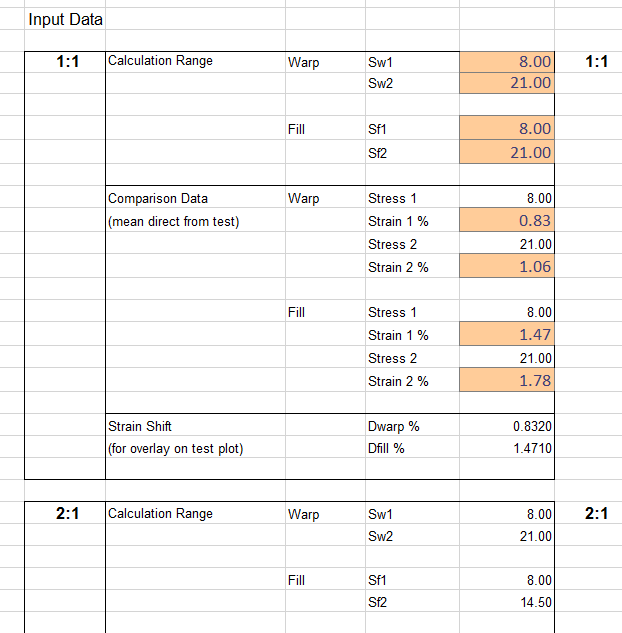 Input Data
1:1 Calculation Range Warp Sw1 8.00 1:1
Sw2 21.00
Fill Sf1 8.00
Sf2 21.00
Comparison Data Warp Stress 1 8.00
(mean direct from test) Strain 1 % 0.83
Stress 2 21.00
Strain 2 % 1.06
Fill Stress 1 8.00
Strain 1 % 1.47
Stress 2 21.00
Strain 2 % 1.78
Strain Shift Dwarp % 0.8320
(for overlay on test plot) Dfill % 1.4710
2:1 Calculation Range Warp Sw1 8.00 2:1
Sw2 21.00
Fill Sf1 8.00
Sf2 14.50